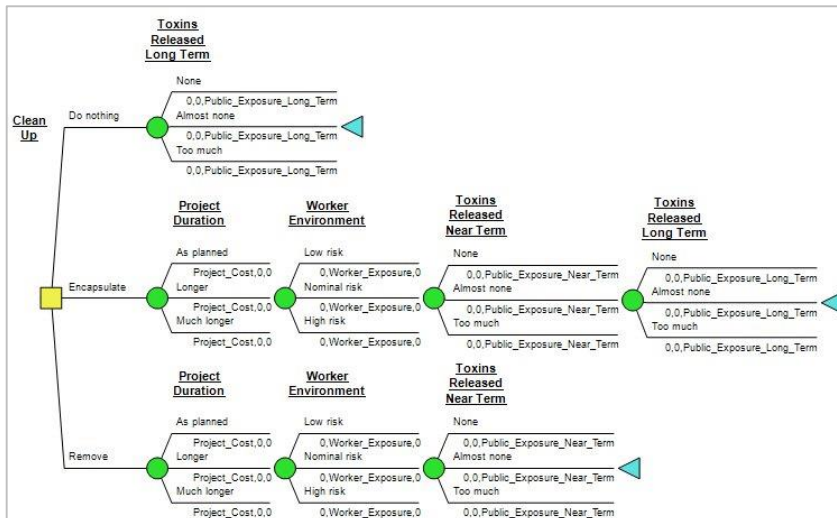 Toxins
Released
Long Term
None
0,0,Public_Exposure_Long_Term
Clean
Up
Do nothing
Almost none
0,0,Public_Exposure_Long_Term
Too much
0,0,Public_Exposure_Long_Term
Project
Duration
Worker
Environment
Toxins
Released
Near Term
Toxins
Released
Long Term
As planned
Low risk
None
None
Project_Cost,0,0
0,Worker_Exposure,0
0,0,Public_Exposure_Near_Term
0,0,Public_Exposure_Long_Term
Encapsulate
Longer
Nominal risk
Almost none
Almost none
Project_Cost,0,0
0,Worker_Exposure,0
0,0,Public_Exposure_Near_Term
0,0,Public_Exposure_Long_Term
Much longer
High risk
Too much
Too much
Project_Cost,0,0
0,Worker_Exposure,0
0,0,Public_Exposure_Near_Term
0,0,Public_Exposure_Long_Term
Project
Duration
Worker
Environment
Toxins
Released
Near Term
As planned
Low risk
None
Project_Cost,0,0
0,Worker_Exposure,0
0,0,Public_Exposure_Near_Term
Remove
Longer
Nominal risk
Almost none
Project_Cost,0,0
0,Worker_Exposure,0
0,0,Public_Exposure_Near_Term
Much longer
High risk
Too much
Project_Cost,0,0
0,Worker_Exposure,0
0,0,Public_Exposure_Near_Term